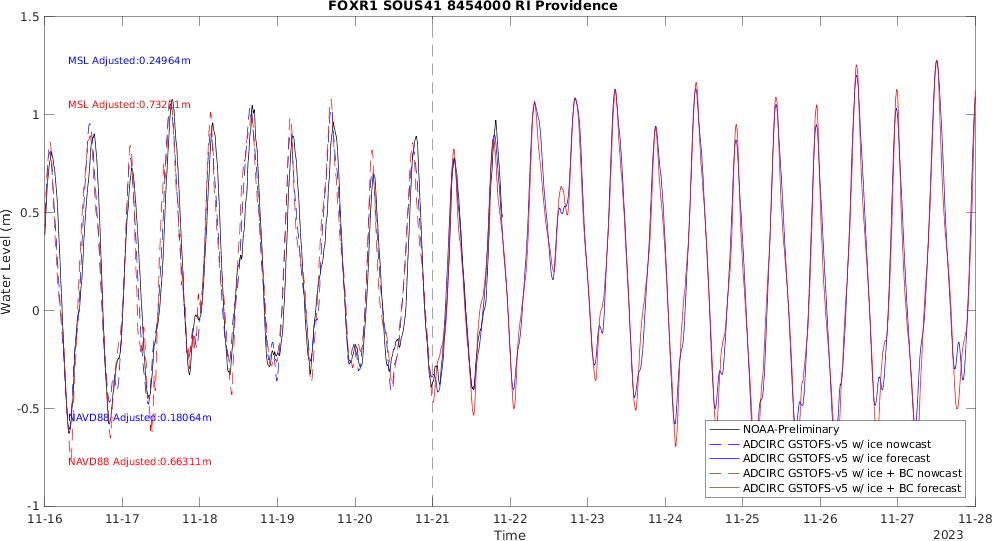 FOXR1 SOUS41 8454000 RI Providence
1.5
MSL Adjusted:0.24964m
MSL Adjusted:0.73281m
1
0.5
Water Level (m)
0
-0.5
NAVD88 Adjusted:0.18064m
NAVD88 Adjusted:0.66311m
-1
NOAA-Preliminary
ADCIRC GSTOFS-v5 w/ ice nowcast
ADCIRC GSTOFS-v5 w/ ice forecast
ADCIRC GSTOFS-v5 w/ ice + BC nowcast
ADCIRC GSTOFS-v5 w/ ice + BC forecast
11-16 11-17 11-18 11-19 11-20 11-21 11-22 11-23 11-24 11-25 11-26 11-27 11-28
Time
2023